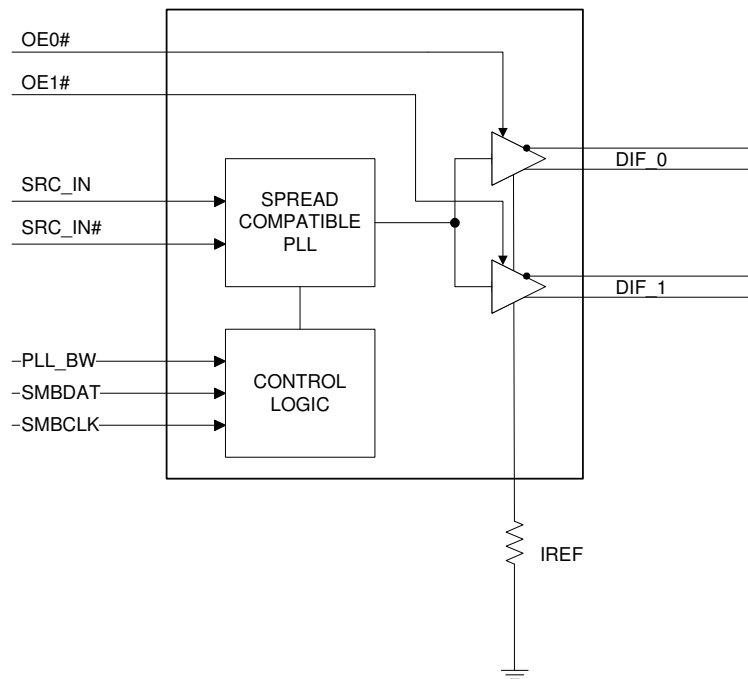 OE0#
OE1#
SRC_IN
SRC_IN#
SPREAD
COMPATIBLE
PLL
DIF_0
DIF_1
PLL_BW
SMBDAT
SMBCLK
CONTROL
LOGIC
IREF